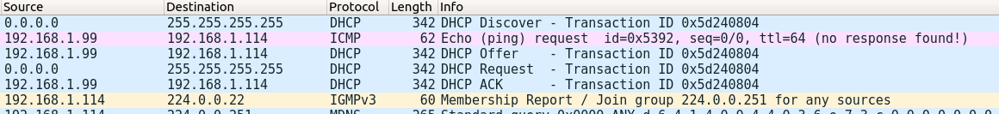 Source Destination Protocol Length Info
0.0.0.0 255.255.255.255 DHCP 342 DHCP Discover - Transaction ID 0x5d240804
192.168.1.99 192.168.1.114 ICMP 62 Echo (ping) request id=0x5392, seq=0/0, ttl=64 (no response found!)
192.168.1.99 192.168.1.114 DHCP 342 DHCP Offer - Transaction ID 0x5d240804
0.0.0.0 255.255.255.255 DHCP 342 DHCP Request - Transaction ID 0x5d240804
192.168.1.99 192.168.1.114 DHCP 342 DHCP ACK - Transaction ID 0x5d240804
192.168.1.114 224.0.0.22 IGMPv3 60 Membership Report / Join group 224.0.0.251 for any sources
192.168.1.114 224.0.0.251 MDNS 365 Standard query 0x0000 ANY